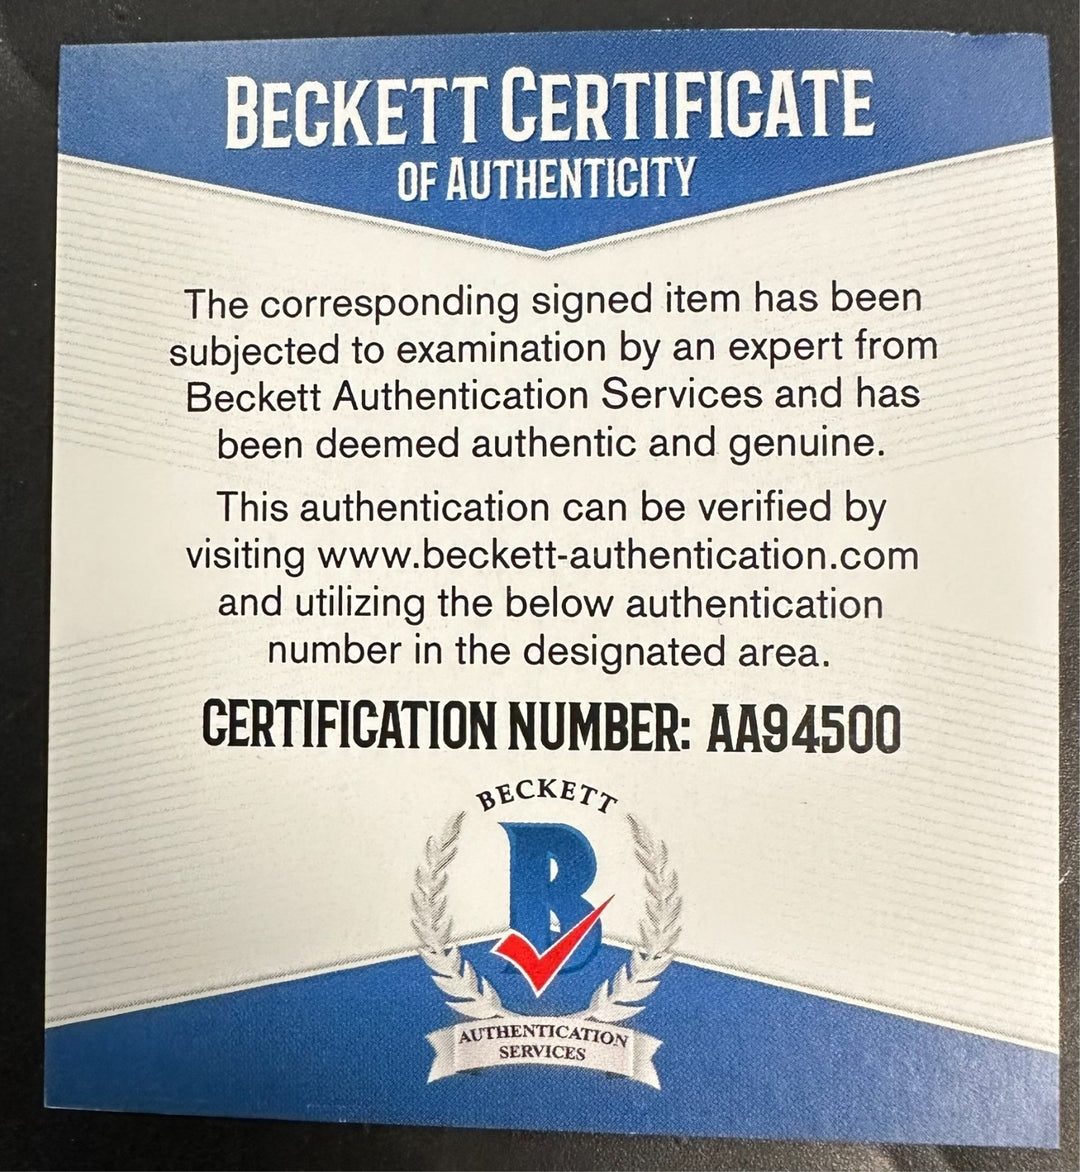 BECKETT CERTIFICATE
OF AUTHENTICITY
The corresponding signed item has been
subjected to examination by an expert from
Beckett Authentication Services and has
been deemed authentic and genuine.
This authentication can be verified by
visiting www.beckett-authentication.com
and utilizing the below authentication
number in the designated area.
CERTIFICATION NUMBER: AA94500
BECKETT
B
AUTHENTICATION
SERVICES